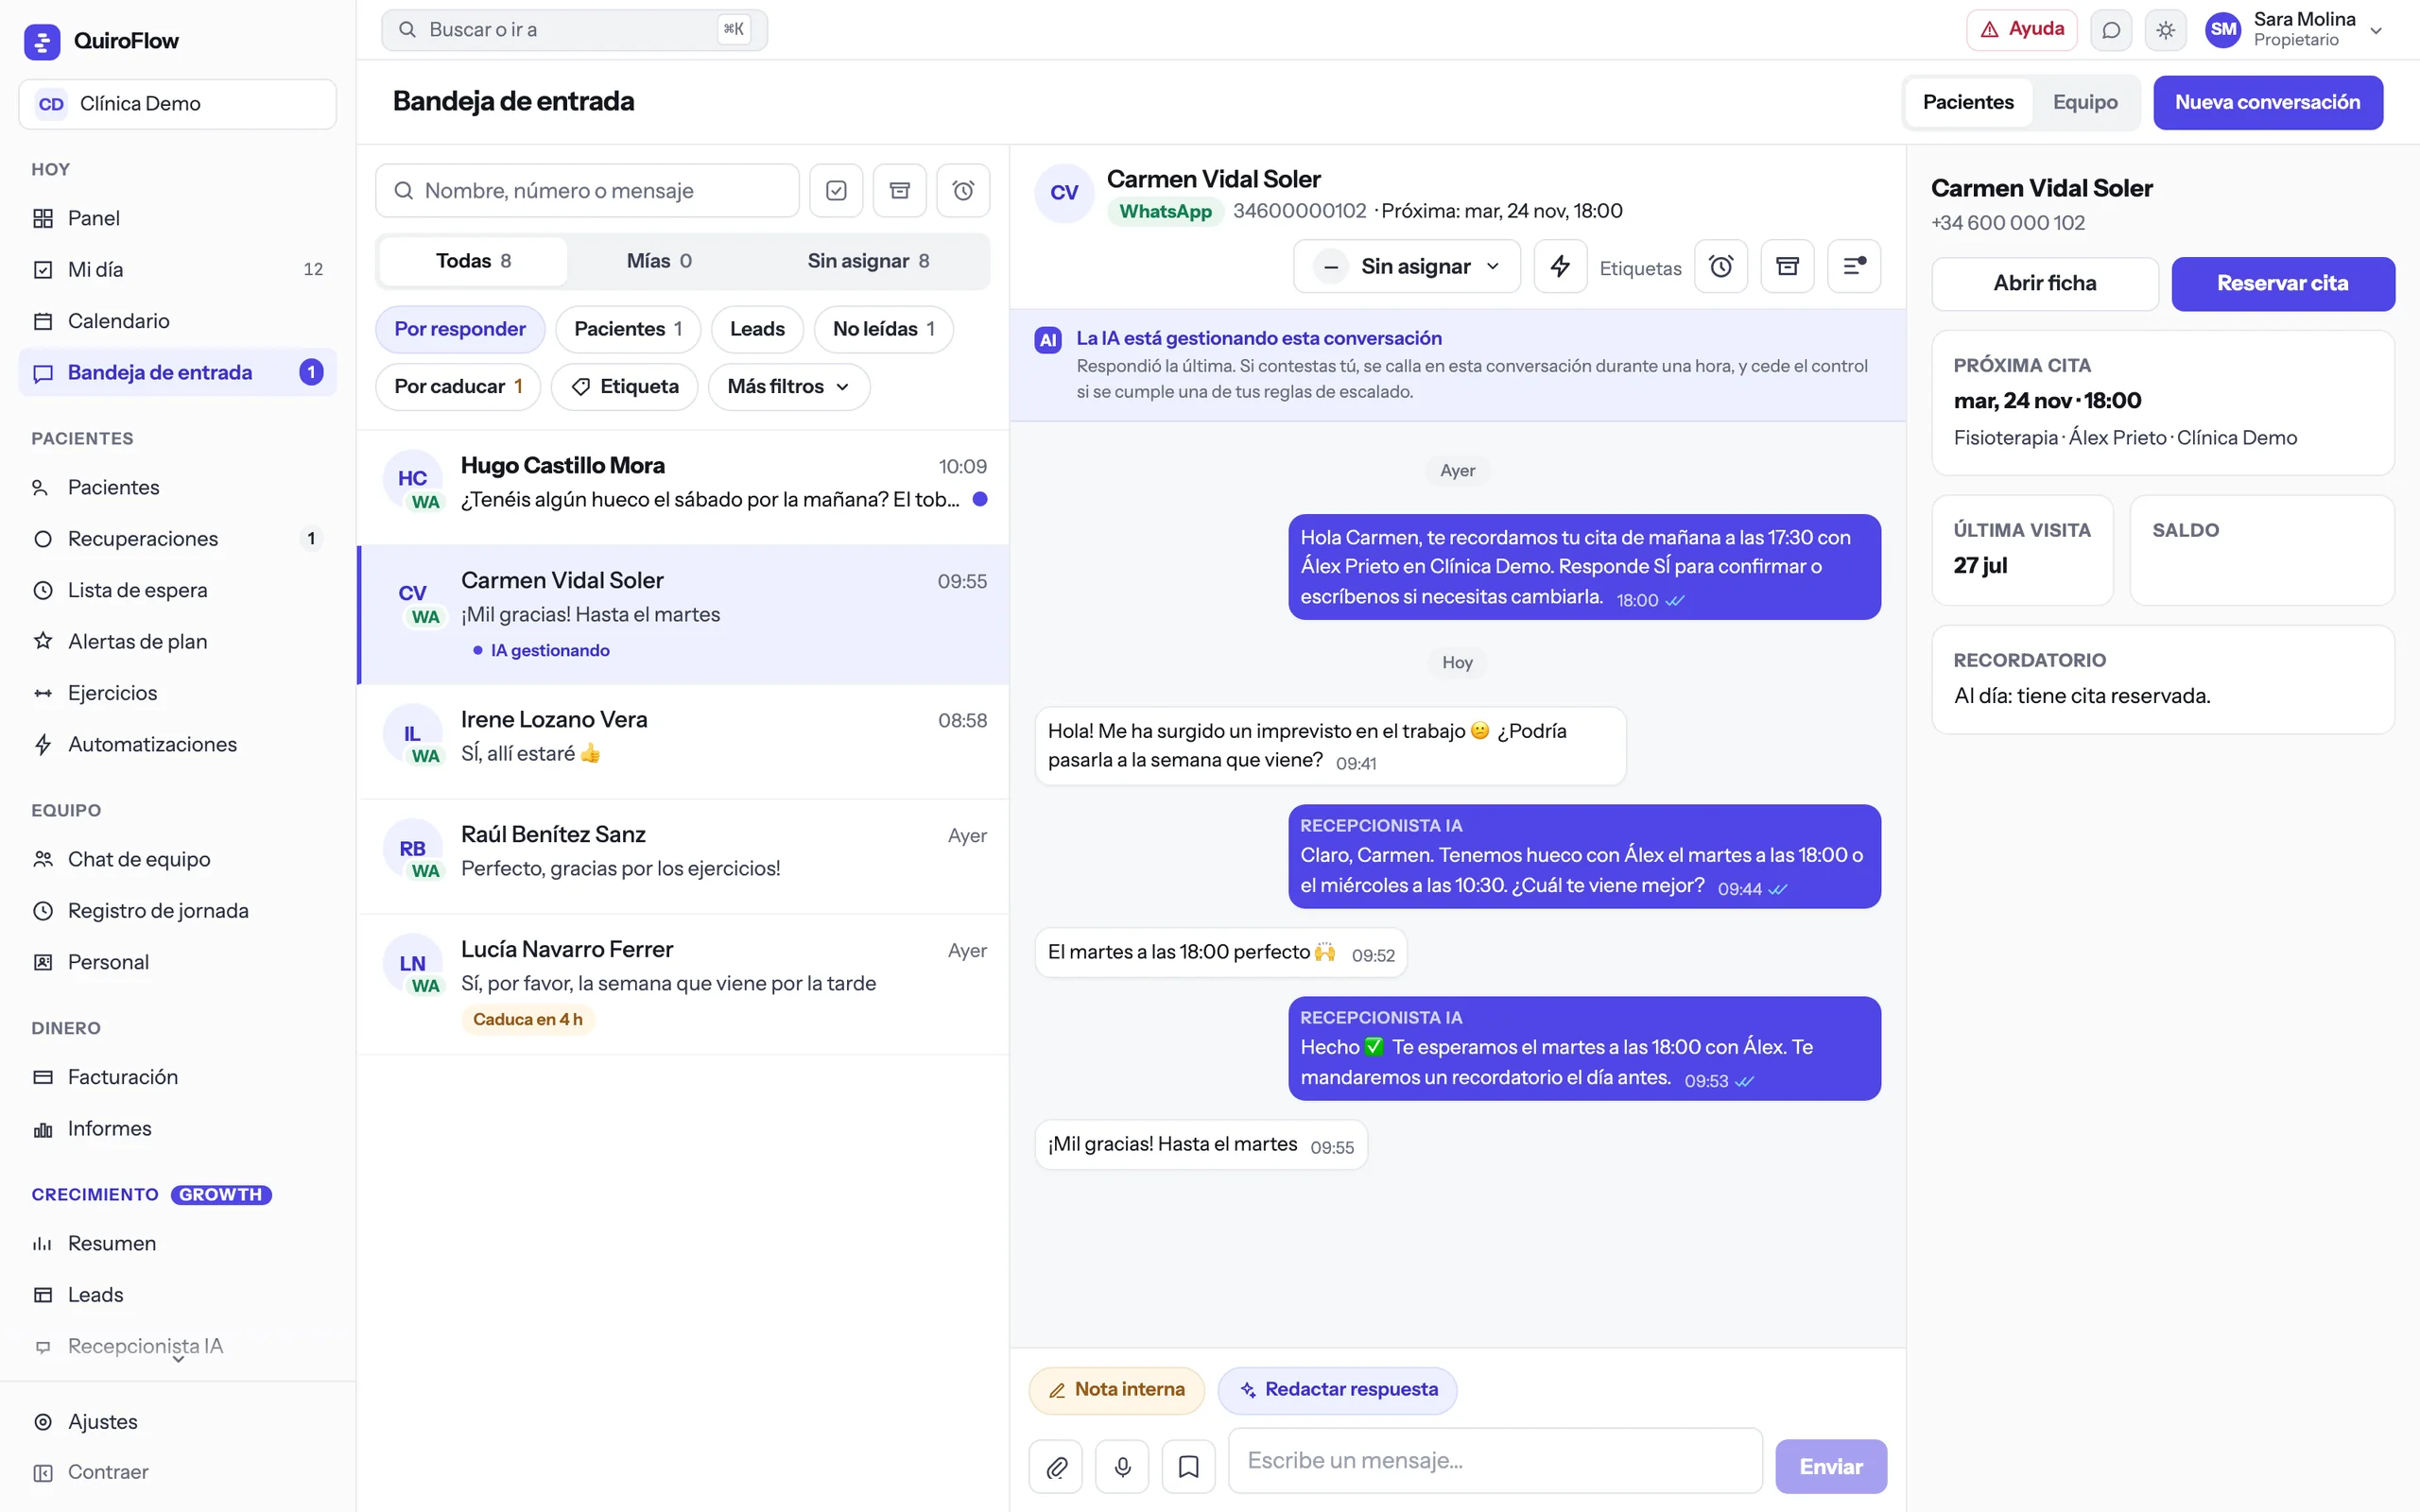 QuiroFlow
CD Clínica Demo
HOY
Panel
Mi día 12
Calendario
Bandeja de entrada 1
PACIENTES
Pacientes
Recuperaciones 1
Lista de espera
Alertas de plan
Ejercicios
Automatizaciones
EQUIPO
Chat de equipo
Registro de jornada
Personal
DINERO
Facturación
Informes
CRECIMIENTO GROWTH
Resumen
Leads
Recepcionista IA
Ajustes
Contraer
Buscar o ir a ⌘K
Ayuda
SM
Sara Molina
Propietario
Bandeja de entrada
Pacientes Equipo Nueva conversación
Nombre, número o mensaje
Todas 8 Mías 0 Sin asignar 8
Por responder Pacientes 1 Leads No leídas 1
Por caducar 1 Etiqueta Más filtros
HC WA
Hugo Castillo Mora 10:09
¿Tenéis algún hueco el sábado por la mañana? El tob...
CV WA
Carmen Vidal Soler 09:55
¡Mil gracias! Hasta el martes
IA gestionando
IL WA
Irene Lozano Vera 08:58
SÍ, allí estaré 👍
RB WA
Raúl Benítez Sanz Ayer
Perfecto, gracias por los ejercicios!
LN WA
Lucía Navarro Ferrer Ayer
Sí, por favor, la semana que viene por la tarde
Caduca en 4 h
CV
Carmen Vidal Soler
WhatsApp 34600000102 · Próxima: mar, 24 nov, 18:00
Sin asignar Etiquetas
AI La IA está gestionando esta conversación
Respondió la última. Si contestas tú, se calla en esta conversación durante una hora, y cede el control
si se cumple una de tus reglas de escalado.
Ayer
Hola Carmen, te recordamos tu cita de mañana a las 17:30 con
Álex Prieto en Clínica Demo. Responde SÍ para confirmar o
escríbenos si necesitas cambiarla. 18:00
Hoy
Hola! Me ha surgido un imprevisto en el trabajo 😕 ¿Podría
pasarla a la semana que viene? 09:41
RECEPCIONISTA IA
Claro, Carmen. Tenemos hueco con Álex el martes a las 18:00 o
el miércoles a las 10:30. ¿Cuál te viene mejor? 09:44
El martes a las 18:00 perfecto 🙌 09:52
RECEPCIONISTA IA
Hecho ✅ Te esperamos el martes a las 18:00 con Álex. Te
mandaremos un recordatorio el día antes. 09:53
¡Mil gracias! Hasta el martes 09:55
Nota interna Redactar respuesta
Escribe un mensaje... Enviar
Carmen Vidal Soler
+34 600 000 102
Abrir ficha Reservar cita
PRÓXIMA CITA
mar, 24 nov · 18:00
Fisioterapia · Álex Prieto · Clínica Demo
ÚLTIMA VISITA SALDO
27 jul
RECORDATORIO
Al día: tiene cita reservada.